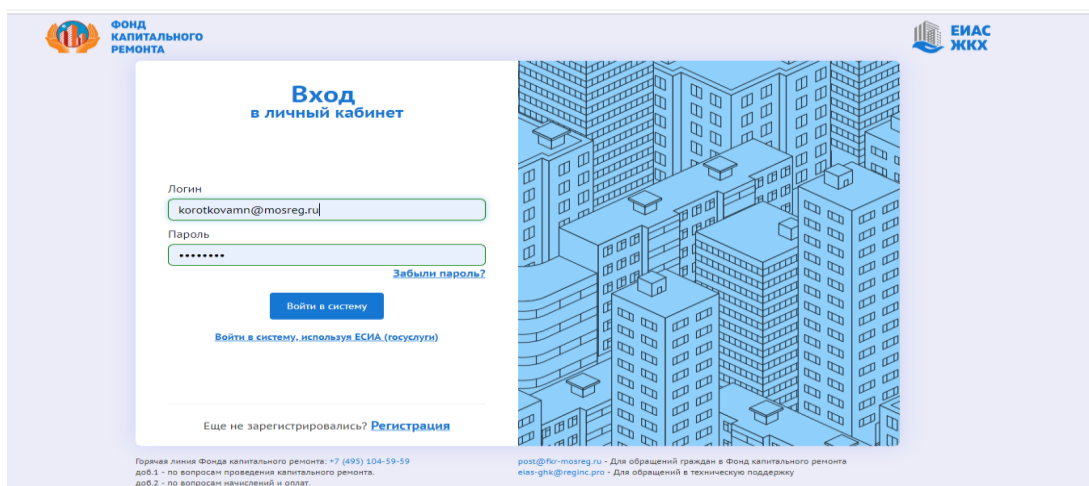 ФОНД
КАПИТАЛЬНОГО
РЕМОНТА
ЕИАС
ЖКХ
Вход
в личный кабинет
Логин
korotkovamn@mosreg.ru
Пароль
••••••••
Забыли пароль?
Войти в систему
Войти в систему, используя ЕСИА (госуслуги)
Еще не зарегистрировались? Регистрация
Горячая линия Фонда капитального ремонта: +7 (495) 104-59-59
доб.1 - по вопросам проведения капитального ремонта.
доб.2 - по вопросам начислений и оплат.
post@fkr-mosreg.ru - Для обращений граждан в Фонд капитального ремонта
eias-ghk@reginc.pro - Для обращений в техническую поддержку